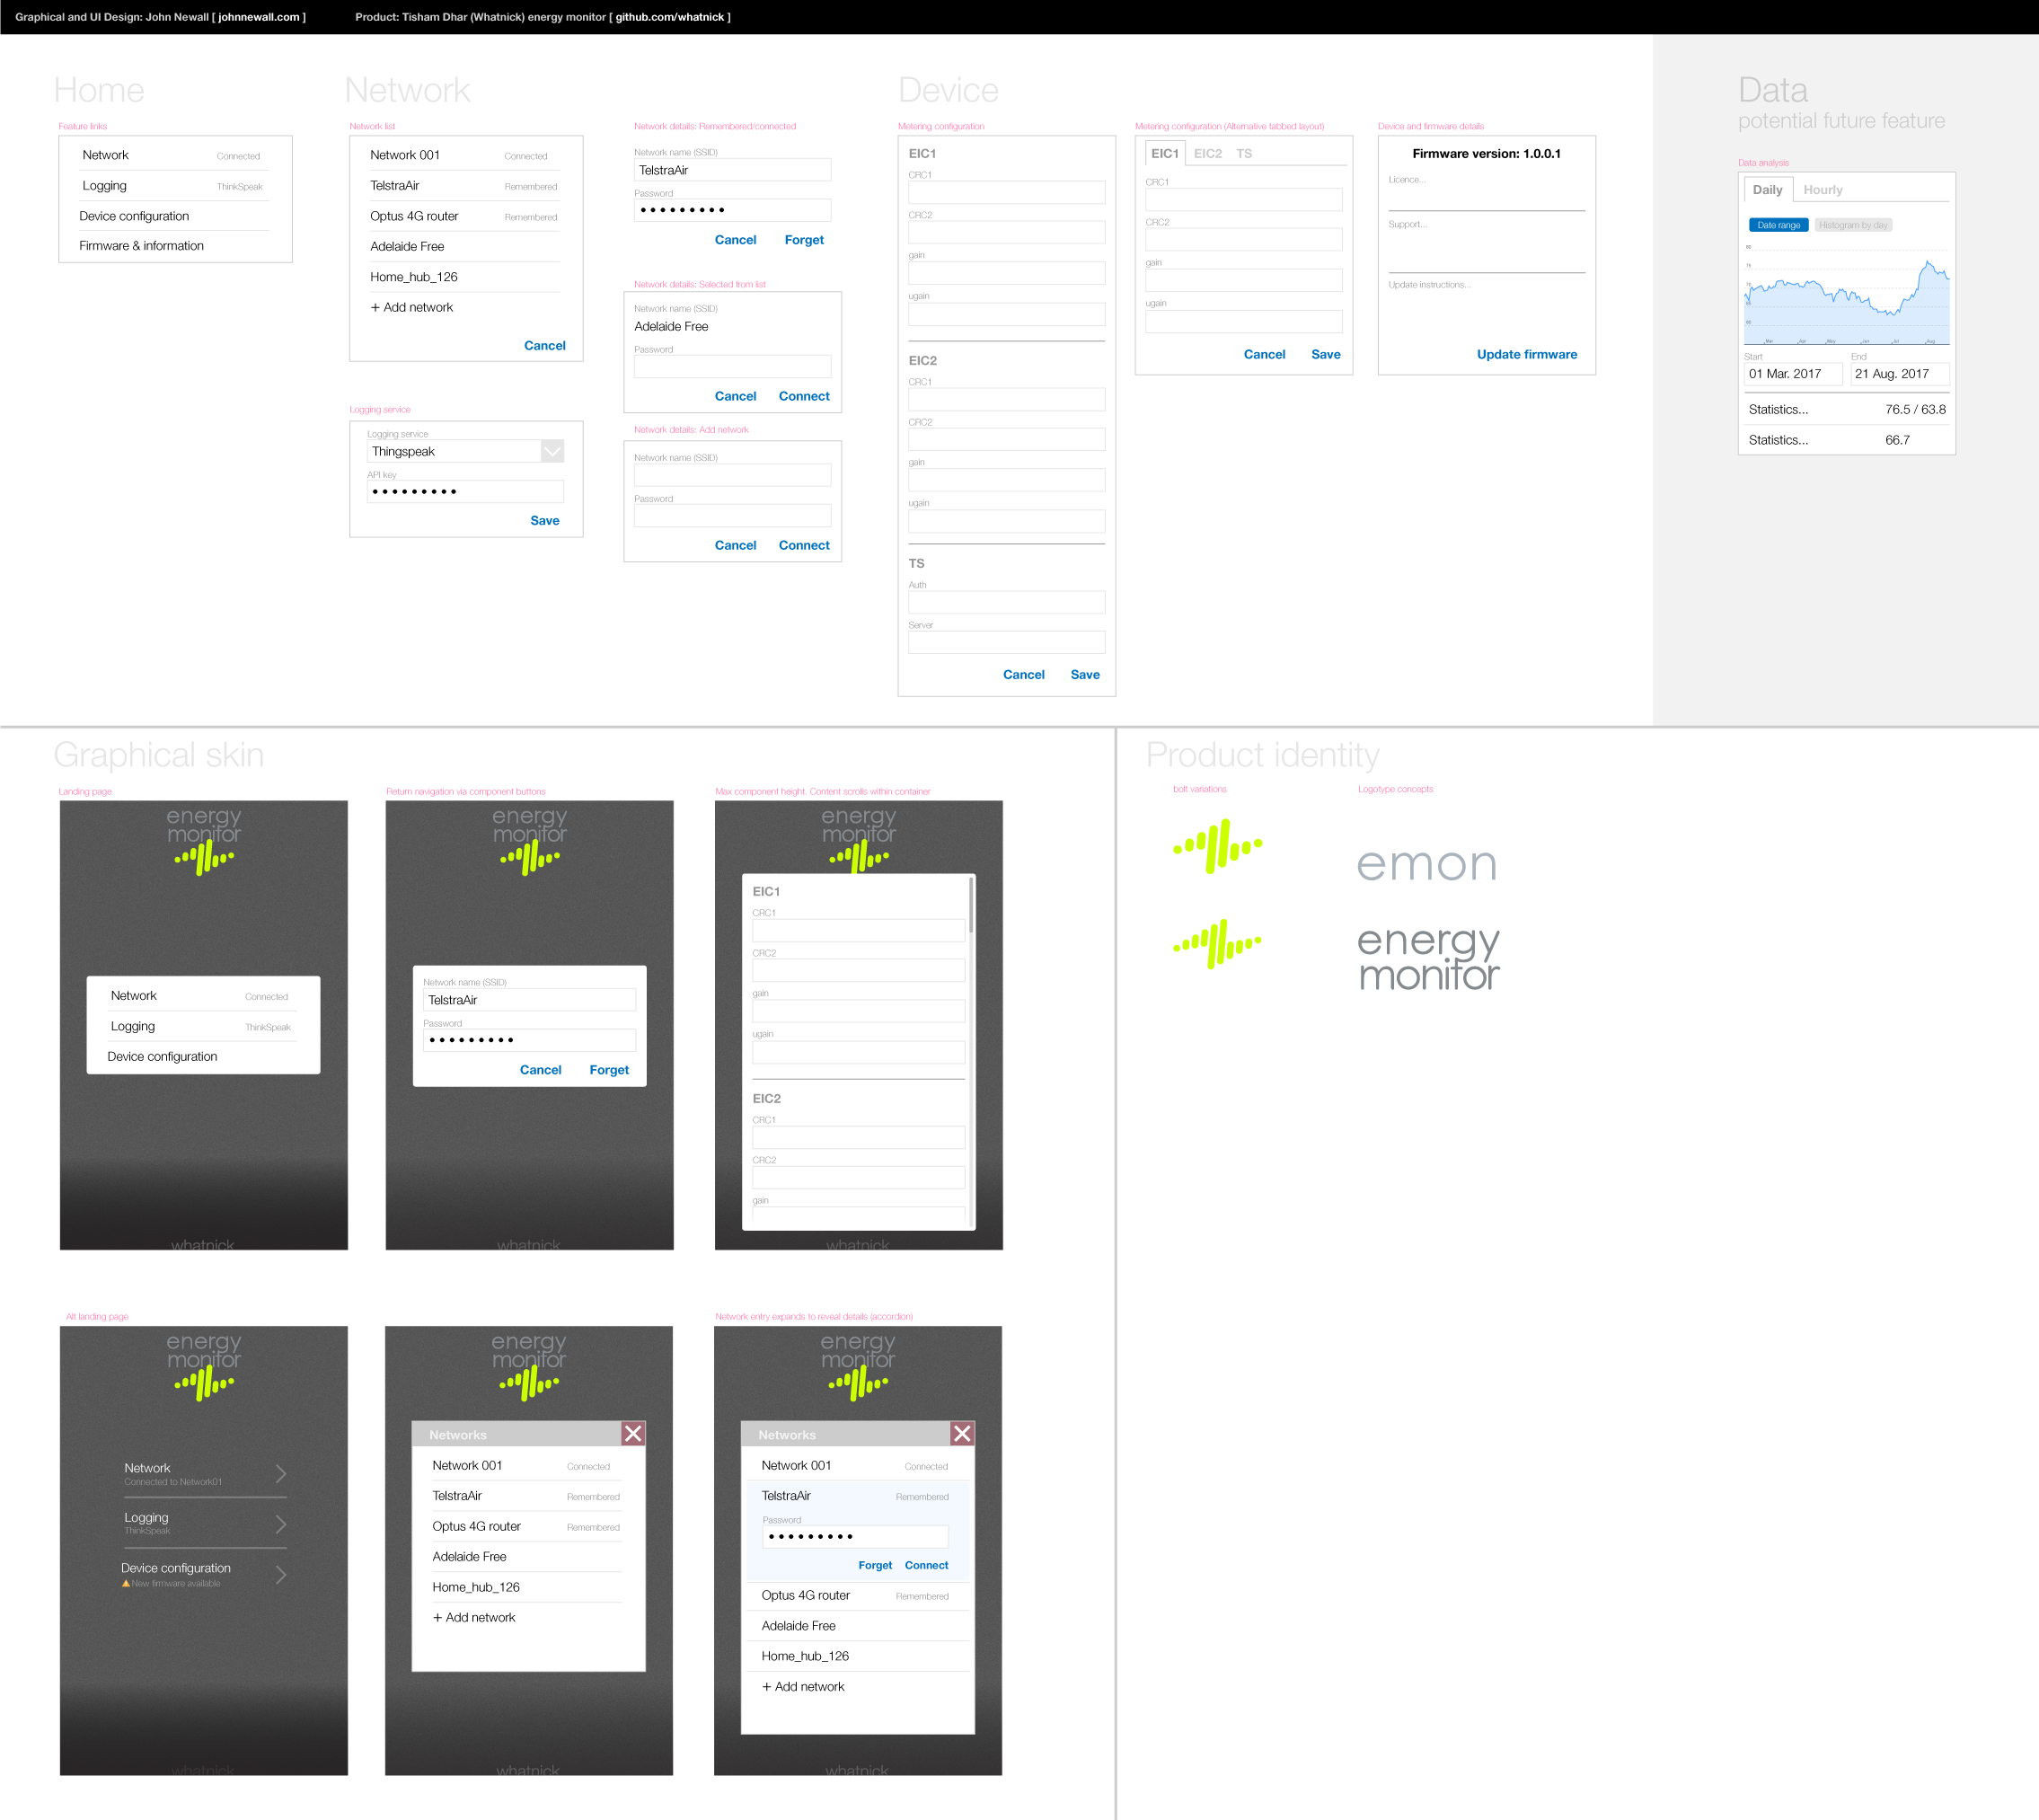 Graphical and UI Design: John Newall [ johnnewall.com ]
Product: Tisham Dhar (Whatnick) energy monitor [ github.com/whatnick ]
Home
Feature links
Network Connected
Logging ThinkSpeak
Device configuration
Firmware & information
Network
Network list
Network 001 Connected
TelstraAir Remembered
Optus 4G router Remembered
Adelaide Free
Home_hub_126
+ Add network
Cancel
Logging service
Logging service
Thingspeak
API key
Save
Network details: Remembered/connected
Network name (SSID)
TelstraAir
Password
Cancel Forget
Network details: Selected from list
Network name (SSID)
Adelaide Free
Password
Cancel Connect
Network details: Add network
Network name (SSID)
Password
Cancel Connect
Device
Metering configuration
EIC1
CRC1
CRC2
gain
ugain
EIC2
CRC1
CRC2
gain
ugain
TS
Auth
Server
Cancel Save
Metering configuration (Alternative tabbed layout)
EIC1 EIC2 TS
CRC1
CRC2
gain
ugain
Cancel Save
Device and firmware details
Firmware version: 1.0.0.1
Licence...
Support...
Update instructions...
Update firmware
Data
potential future feature
Data analysis
Daily Hourly
Date range Histogram by day
Mar Apr May Jun Jul Aug
Start End
01 Mar. 2017 21 Aug. 2017
Statistics... 76.5 / 63.8
Statistics... 66.7
Graphical skin
Landing page
energy
monitor
Network Connected
Logging ThinkSpeak
Device configuration
whatnick
Return navigation via component buttons
energy
monitor
Network name (SSID)
TelstraAir
Password
Cancel Forget
whatnick
Max component height. Content scrolls within container
energy
monitor
EIC1
CRC1
CRC2
gain
ugain
EIC2
CRC1
CRC2
gain
whatnick
Alt landing page
energy
monitor
Network
Connected to Network01
Logging
ThinkSpeak
Device configuration
New firmware available
whatnick
energy
monitor
Networks
Network 001 Connected
TelstraAir Remembered
Optus 4G router Remembered
Adelaide Free
Home_hub_126
+ Add network
whatnick
Network entry expands to reveal details (accordion)
energy
monitor
Networks
Network 001 Connected
TelstraAir Remembered
Password
Forget Connect
Optus 4G router Remembered
Adelaide Free
Home_hub_126
+ Add network
whatnick
Product identity
bolt variations
Logotype concepts
emon
energy
monitor